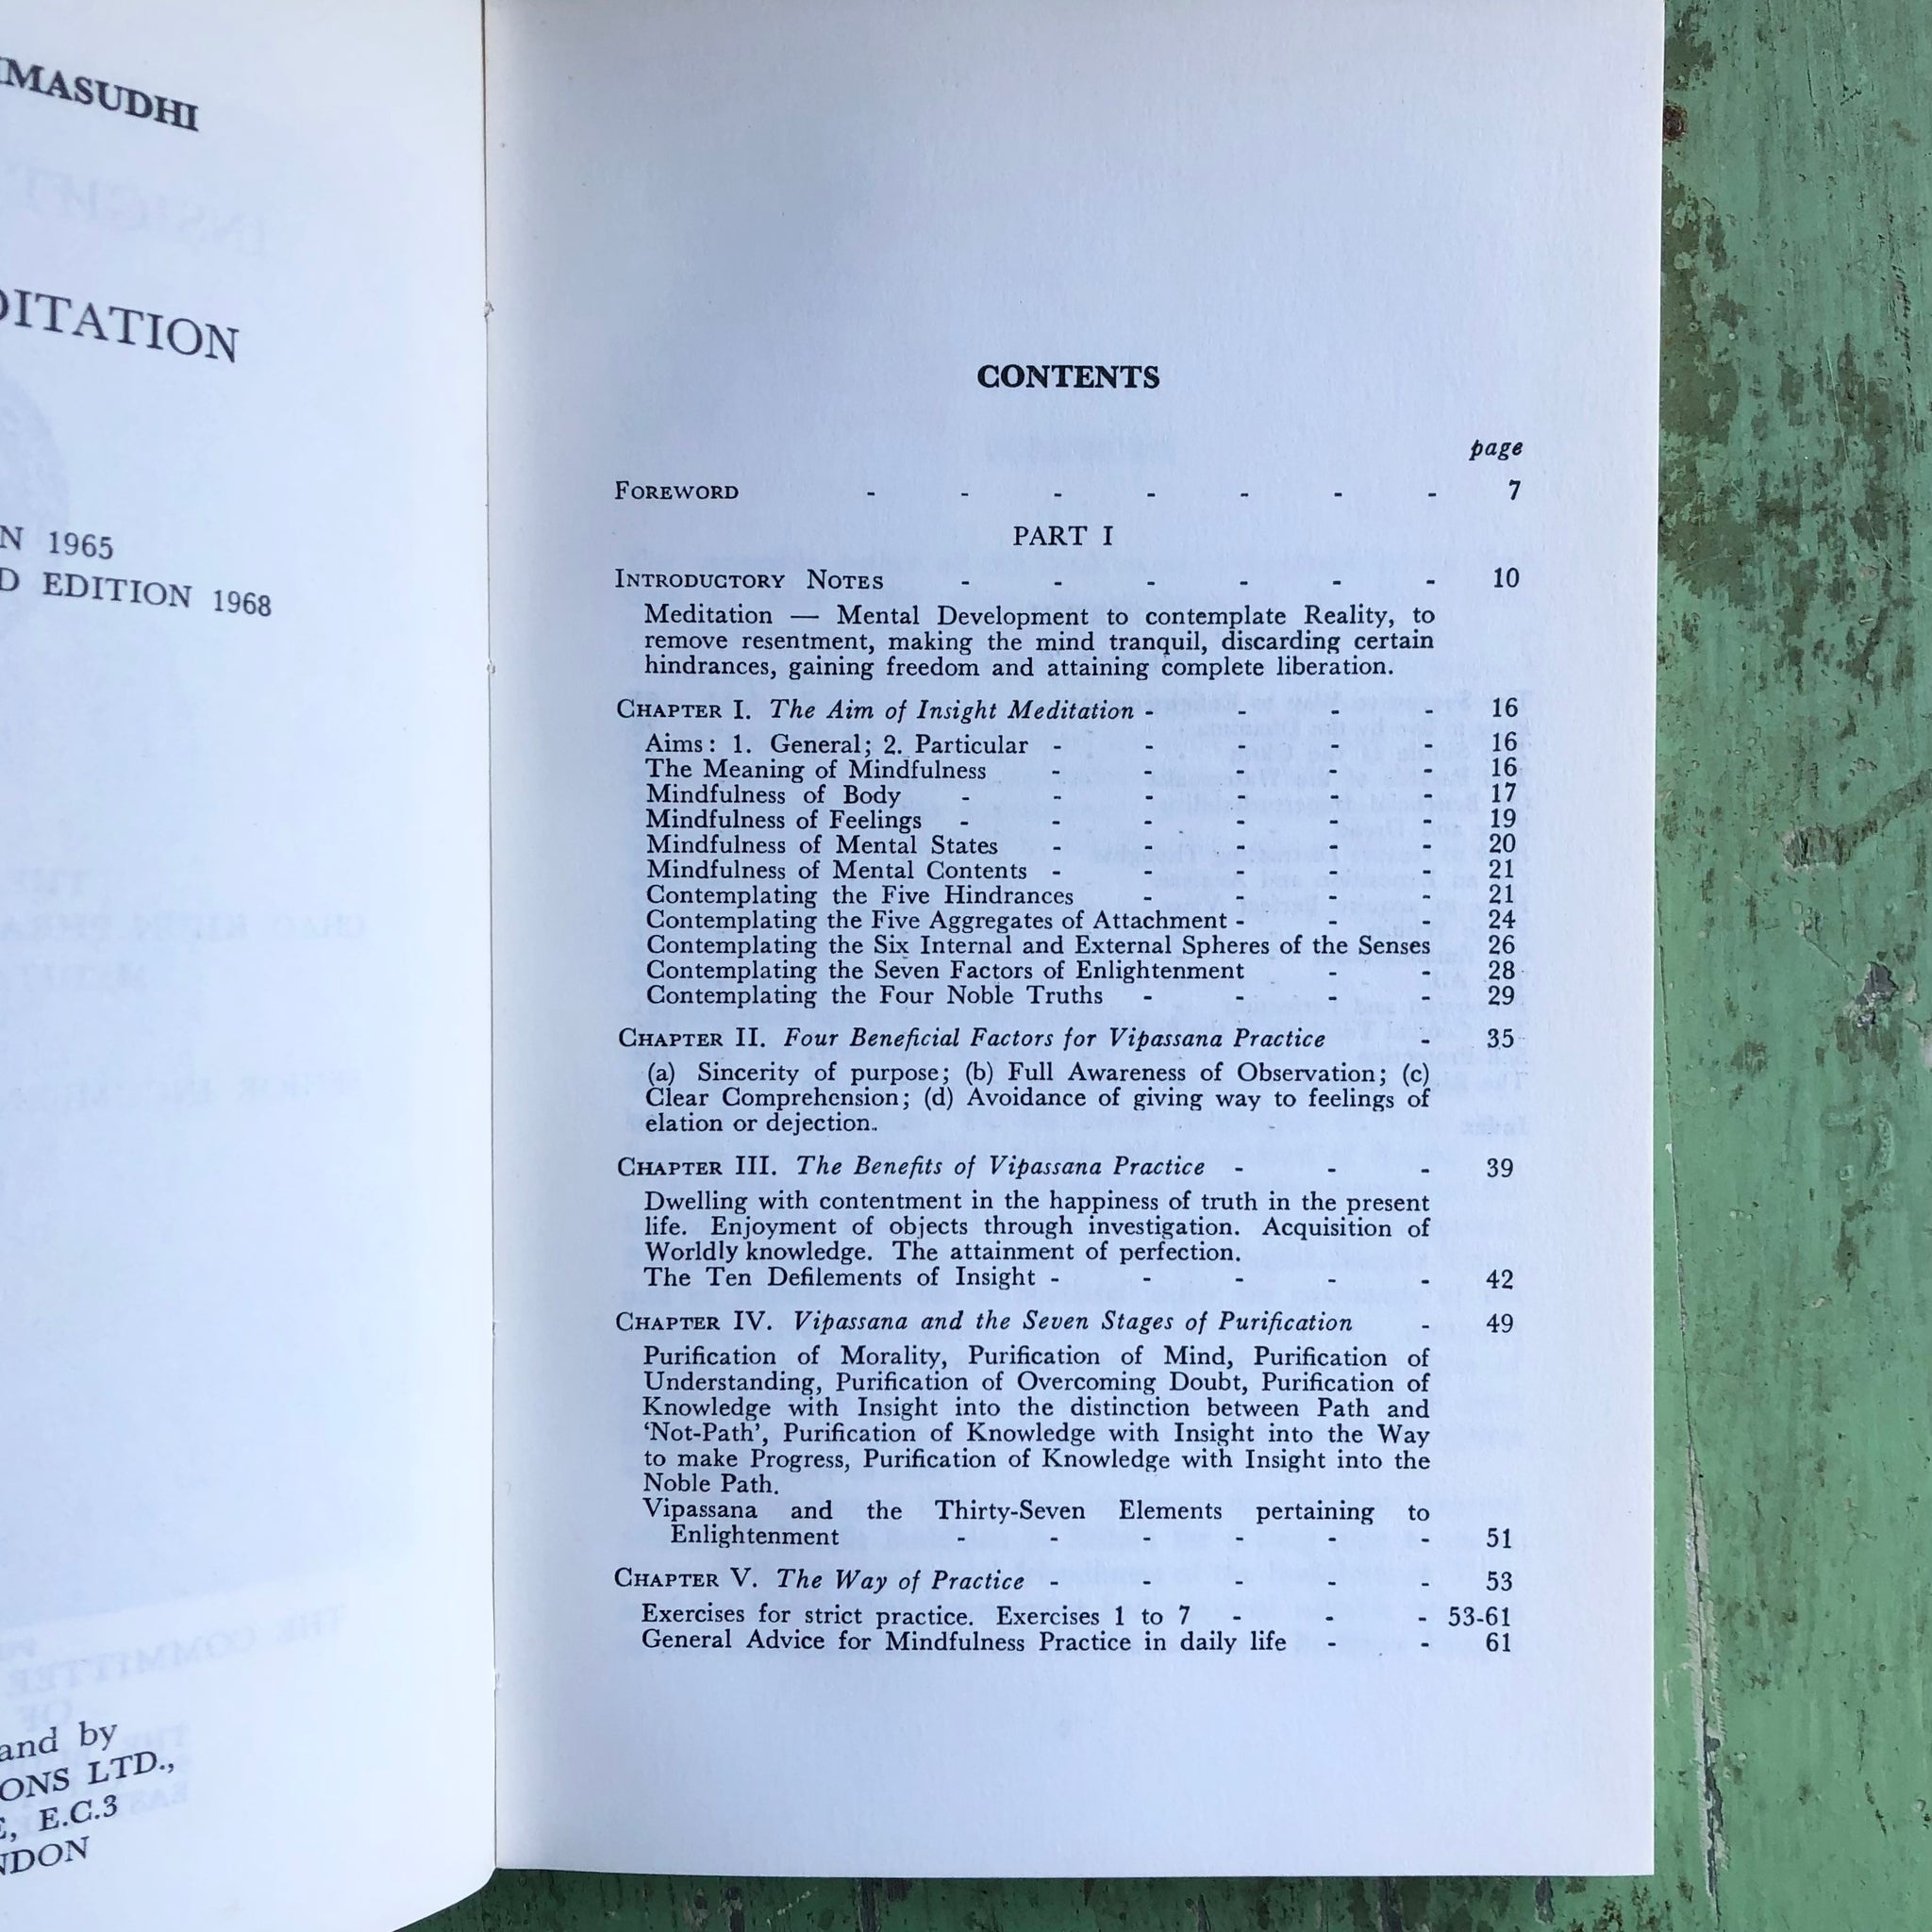 MASUDHI
DITATION
N 1965
D EDITION 1968
and by
ONS LTD.,
E, E.C.3
NDON
CONTENTS
page
FOREWORD - - - - - - - 7
PART I
INTRODUCTORY NOTES - - - - - - 10
Meditation — Mental Development to contemplate Reality, to
remove resentment, making the mind tranquil, discarding certain
hindrances, gaining freedom and attaining complete liberation.
CHAPTER I. The Aim of Insight Meditation - - - - 16
Aims: 1. General; 2. Particular - - - - - 16
The Meaning of Mindfulness - - - - - 16
Mindfulness of Body - - - - - - 17
Mindfulness of Feelings - - - - - - 19
Mindfulness of Mental States - - - - - 20
Mindfulness of Mental Contents - - - - - 21
Contemplating the Five Hindrances - - - - 21
Contemplating the Five Aggregates of Attachment - - - 24
Contemplating the Six Internal and External Spheres of the Senses 26
Contemplating the Seven Factors of Enlightenment - - 28
Contemplating the Four Noble Truths - - - - 29
CHAPTER II. Four Beneficial Factors for Vipassana Practice - 35
(a) Sincerity of purpose; (b) Full Awareness of Observation; (c)
Clear Comprehension; (d) Avoidance of giving way to feelings of
elation or dejection.
CHAPTER III. The Benefits of Vipassana Practice - - - 39
Dwelling with contentment in the happiness of truth in the present
life. Enjoyment of objects through investigation. Acquisition of
Worldly knowledge. The attainment of perfection.
The Ten Defilements of Insight - - - - - 42
CHAPTER IV. Vipassana and the Seven Stages of Purification - 49
Purification of Morality, Purification of Mind, Purification of
Understanding, Purification of Overcoming Doubt, Purification of
Knowledge with Insight into the distinction between Path and
‘Not-Path’, Purification of Knowledge with Insight into the Way
to make Progress, Purification of Knowledge with Insight into the
Noble Path.
Vipassana and the Thirty-Seven Elements pertaining to
Enlightenment - - - - - - 51
CHAPTER V. The Way of Practice - - - - - 53
Exercises for strict practice. Exercises 1 to 7 - - - 53-61
General Advice for Mindfulness Practice in daily life - - 61